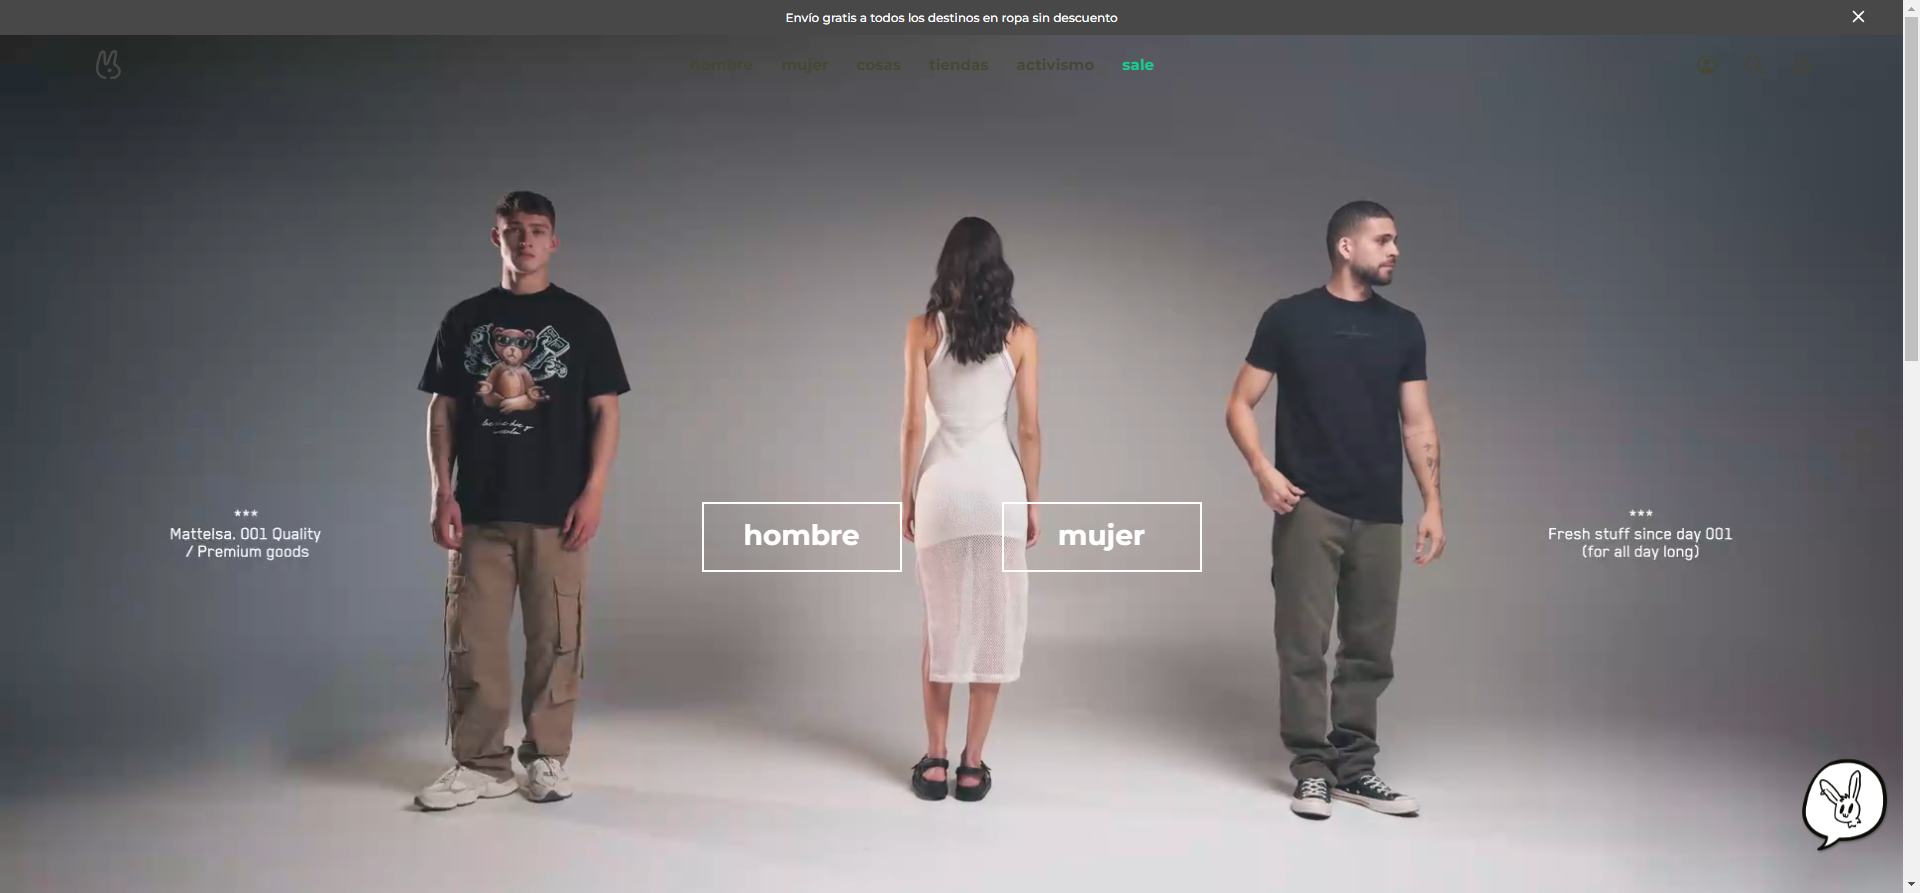 Envío gratis a todos los destinos en ropa sin descuento
hombre mujer cosas tiendas activismo sale
***
Mattelsa. 001 Quality
/ Premium goods
hombre
mujer
***
Fresh stuff since day 001
(for all day long)